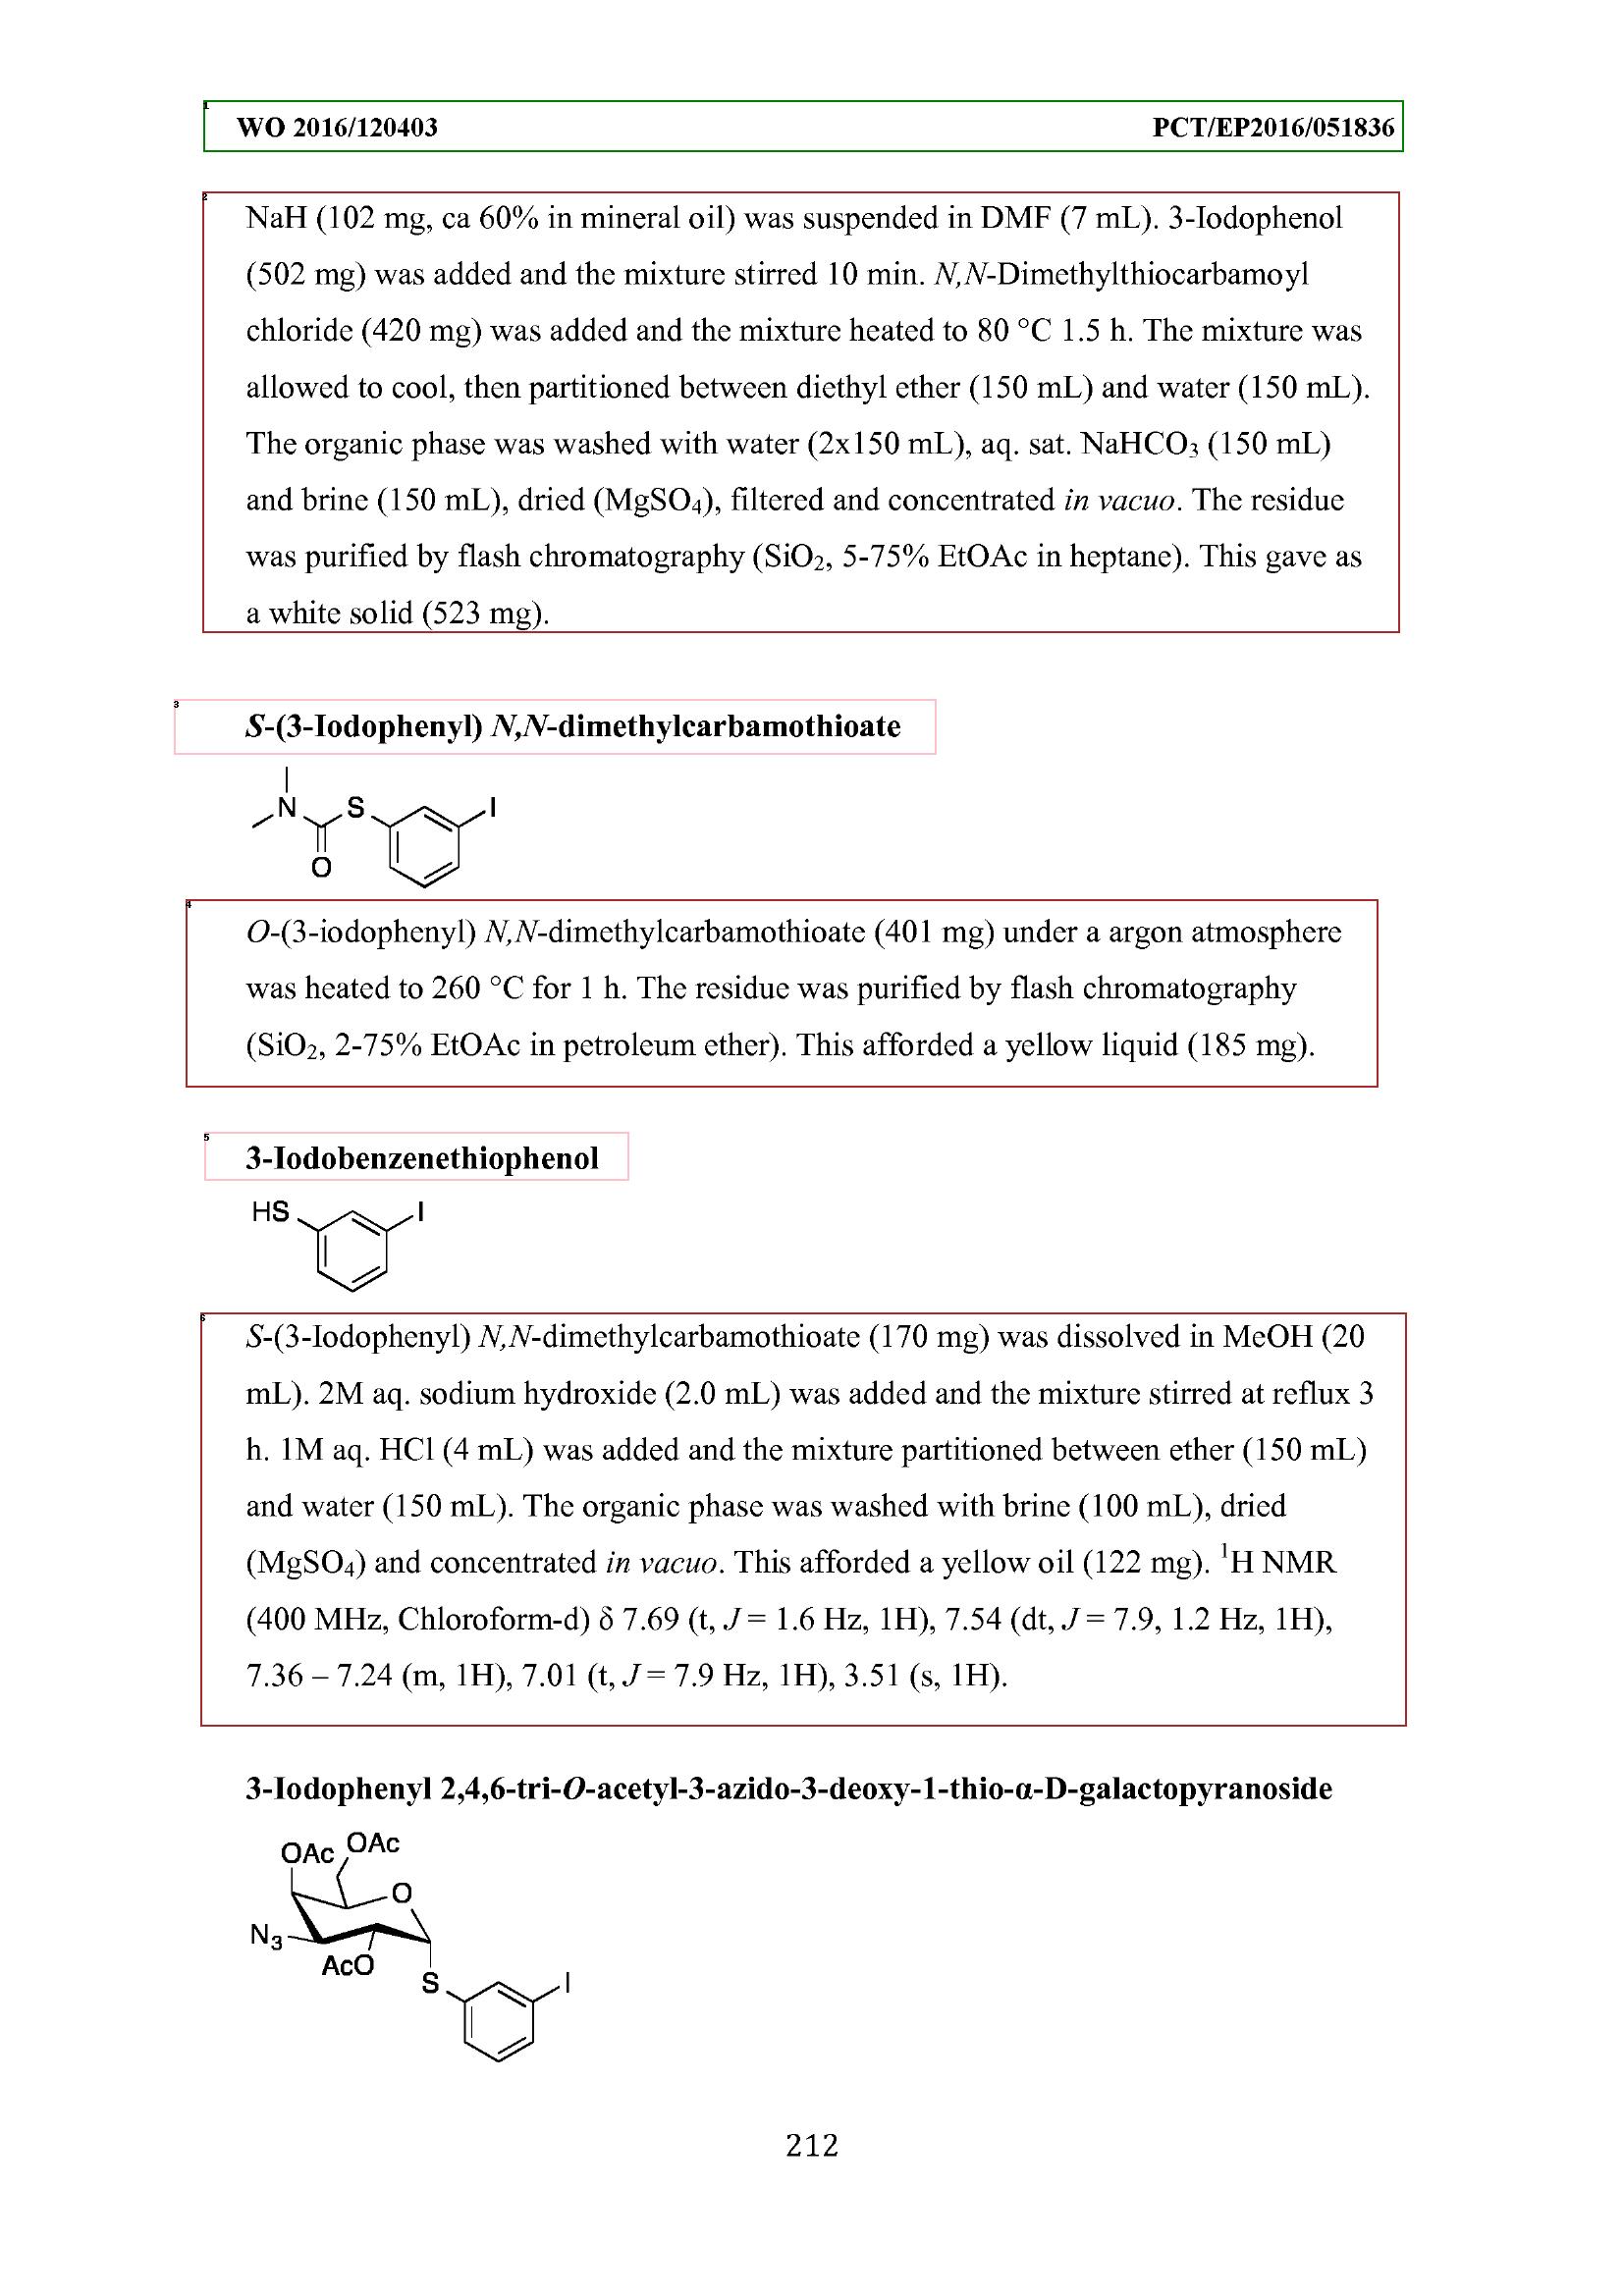 WO 2016/120403 PCT/EP2016/051836
NaH (102 mg, ca 60% in mineral oil) was suspended in DMF (7 mL). 3-Iodophenol
(502 mg) was added and the mixture stirred 10 min. N,N-Dimethylthiocarbamoyl
chloride (420 mg) was added and the mixture heated to 80 °C 1.5 h. The mixture was
allowed to cool, then partitioned between diethyl ether (150 mL) and water (150 mL).
The organic phase was washed with water (2x150 mL), aq. sat. NaHCO₃ (150 mL)
and brine (150 mL), dried (MgSO₄), filtered and concentrated in vacuo. The residue
was purified by flash chromatography (SiO₂, 5-75% EtOAc in heptane). This gave as
a white solid (523 mg).
S-(3-Iodophenyl) N,N-dimethylcarbamothioate
N S I
O
O-(3-iodophenyl) N,N-dimethylcarbamothioate (401 mg) under a argon atmosphere
was heated to 260 °C for 1 h. The residue was purified by flash chromatography
(SiO₂, 2-75% EtOAc in petroleum ether). This afforded a yellow liquid (185 mg).
3-Iodobenzenethiophenol
HS I
S-(3-Iodophenyl) N,N-dimethylcarbamothioate (170 mg) was dissolved in MeOH (20
mL). 2M aq. sodium hydroxide (2.0 mL) was added and the mixture stirred at reflux 3
h. 1M aq. HCl (4 mL) was added and the mixture partitioned between ether (150 mL)
and water (150 mL). The organic phase was washed with brine (100 mL), dried
(MgSO₄) and concentrated in vacuo. This afforded a yellow oil (122 mg). ¹H NMR
(400 MHz, Chloroform-d) δ 7.69 (t, J = 1.6 Hz, 1H), 7.54 (dt, J = 7.9, 1.2 Hz, 1H),
7.36 – 7.24 (m, 1H), 7.01 (t, J = 7.9 Hz, 1H), 3.51 (s, 1H).
3-Iodophenyl 2,4,6-tri-O-acetyl-3-azido-3-deoxy-1-thio-α-D-galactopyranoside
OAc OAc
O
N₃
AcO
S I
212